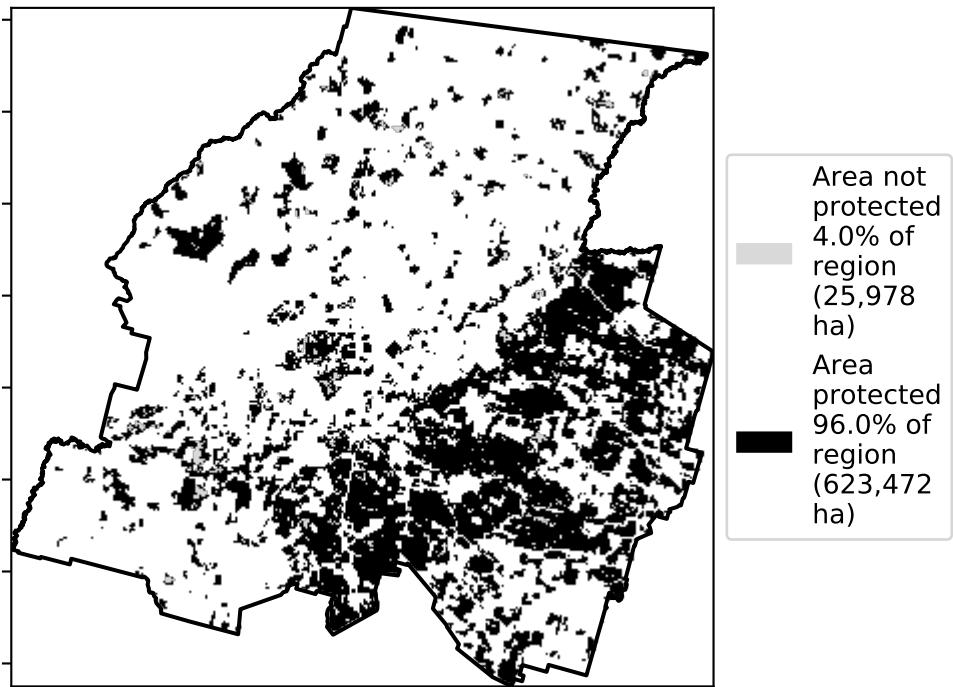 Area not
protected
4.0% of
region
(25,978
ha)
Area
protected
96.0% of
region
(623,472
ha)